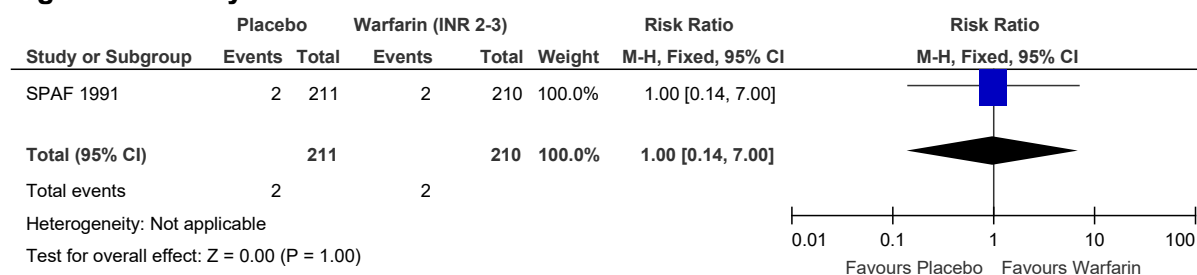 Placebo Warfarin (INR 2-3) Risk Ratio Risk Ratio
Study or Subgroup Events Total Events Total Weight M-H, Fixed, 95% CI M-H, Fixed, 95% CI
SPAF 1991 2 211 2 210 100.0% 1.00 [0.14, 7.00]
Total (95% CI) 211 210 100.0% 1.00 [0.14, 7.00]
Total events 2 2
Heterogeneity: Not applicable
Test for overall effect: Z = 0.00 (P = 1.00)
0.01 0.1 1 10 100
Favours Placebo Favours Warfarin